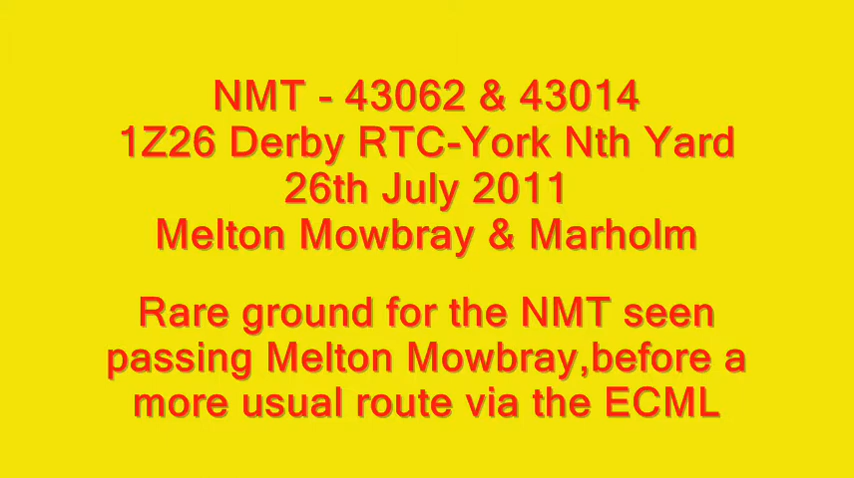 NMT - 43062 & 43014
1Z26 Derby RTC-York Nth Yard
26th July 2011
Melton Mowbray & Marholm
Rare ground for the NMT seen
passing Melton Mowbray,before a
more usual route via the ECML